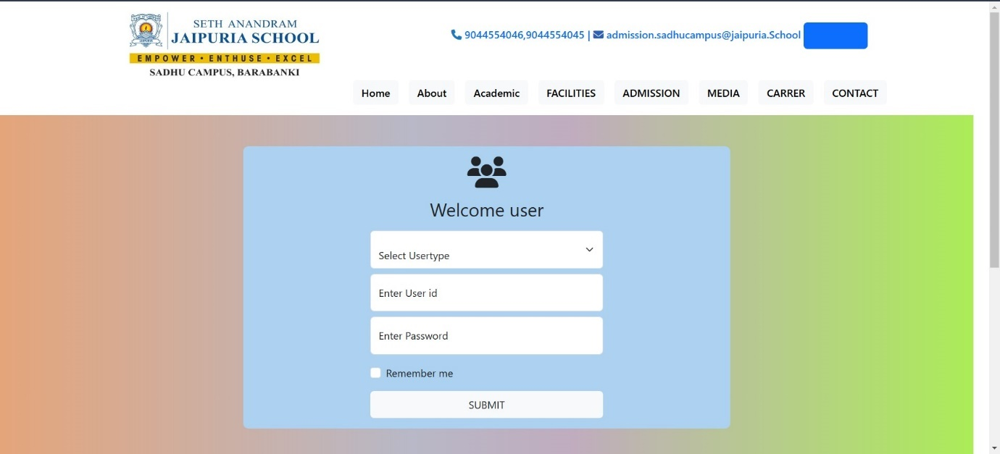 SETH ANANDRAM
JAIPURIA SCHOOL
EMPOWER • ENTHUSE • EXCEL
SADHU CAMPUS, BARABANKI
9044554046,9044554045 | admission.sadhucampus@jaipuria.School
Home About Academic FACILITIES ADMISSION MEDIA CARRER CONTACT
Welcome user
Select Usertype
Enter User id
Enter Password
Remember me
SUBMIT